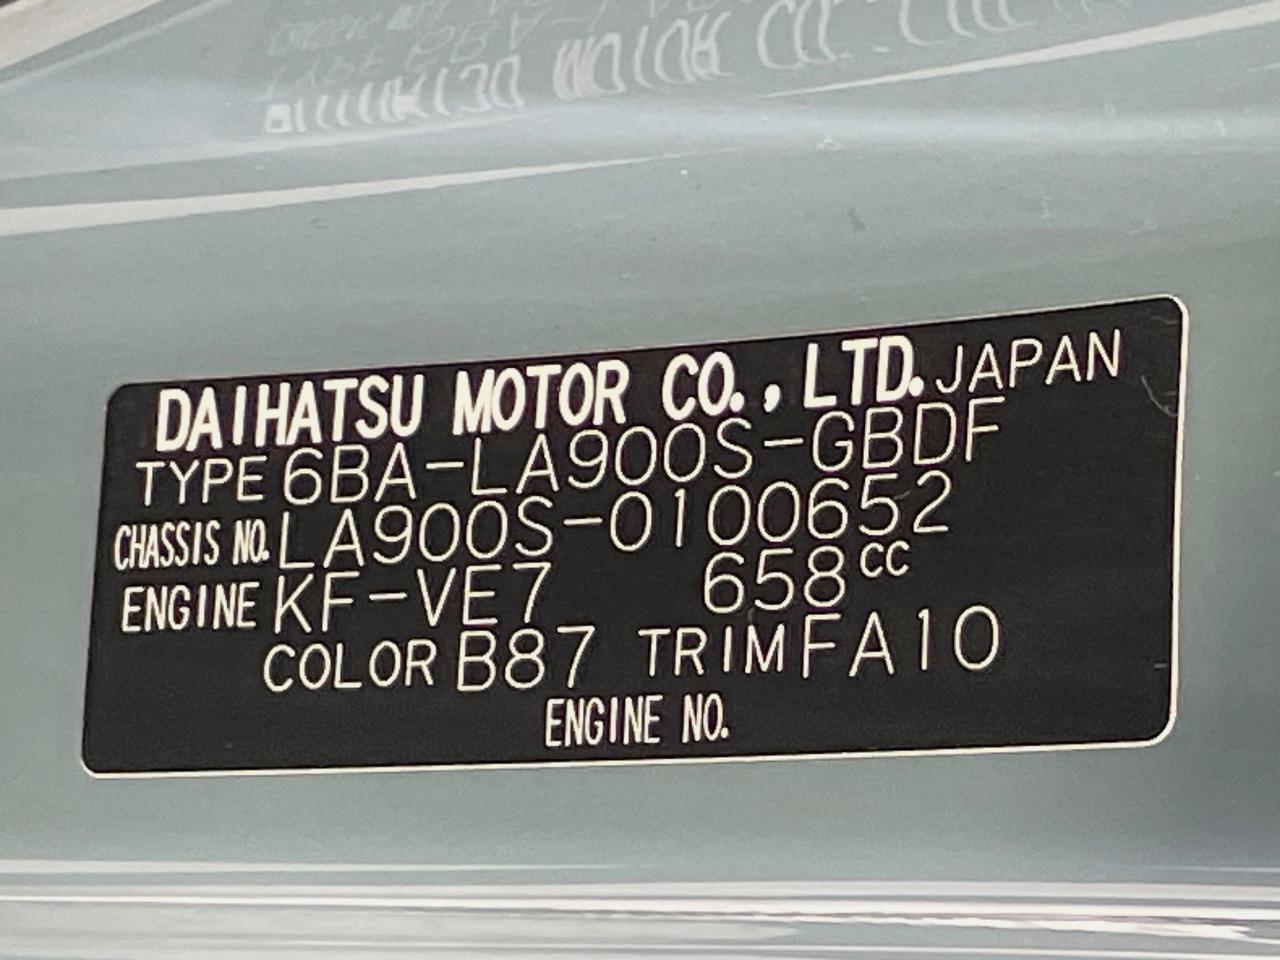 DAIHATSU MOTOR CO., LTD. JAPAN
TYPE 6BA-LA900S-GBDF
CHASSIS NO. LA900S-0100652
ENGINE KF-VE7 658cc
COLOR B87 TRIM FA10
ENGINE NO.